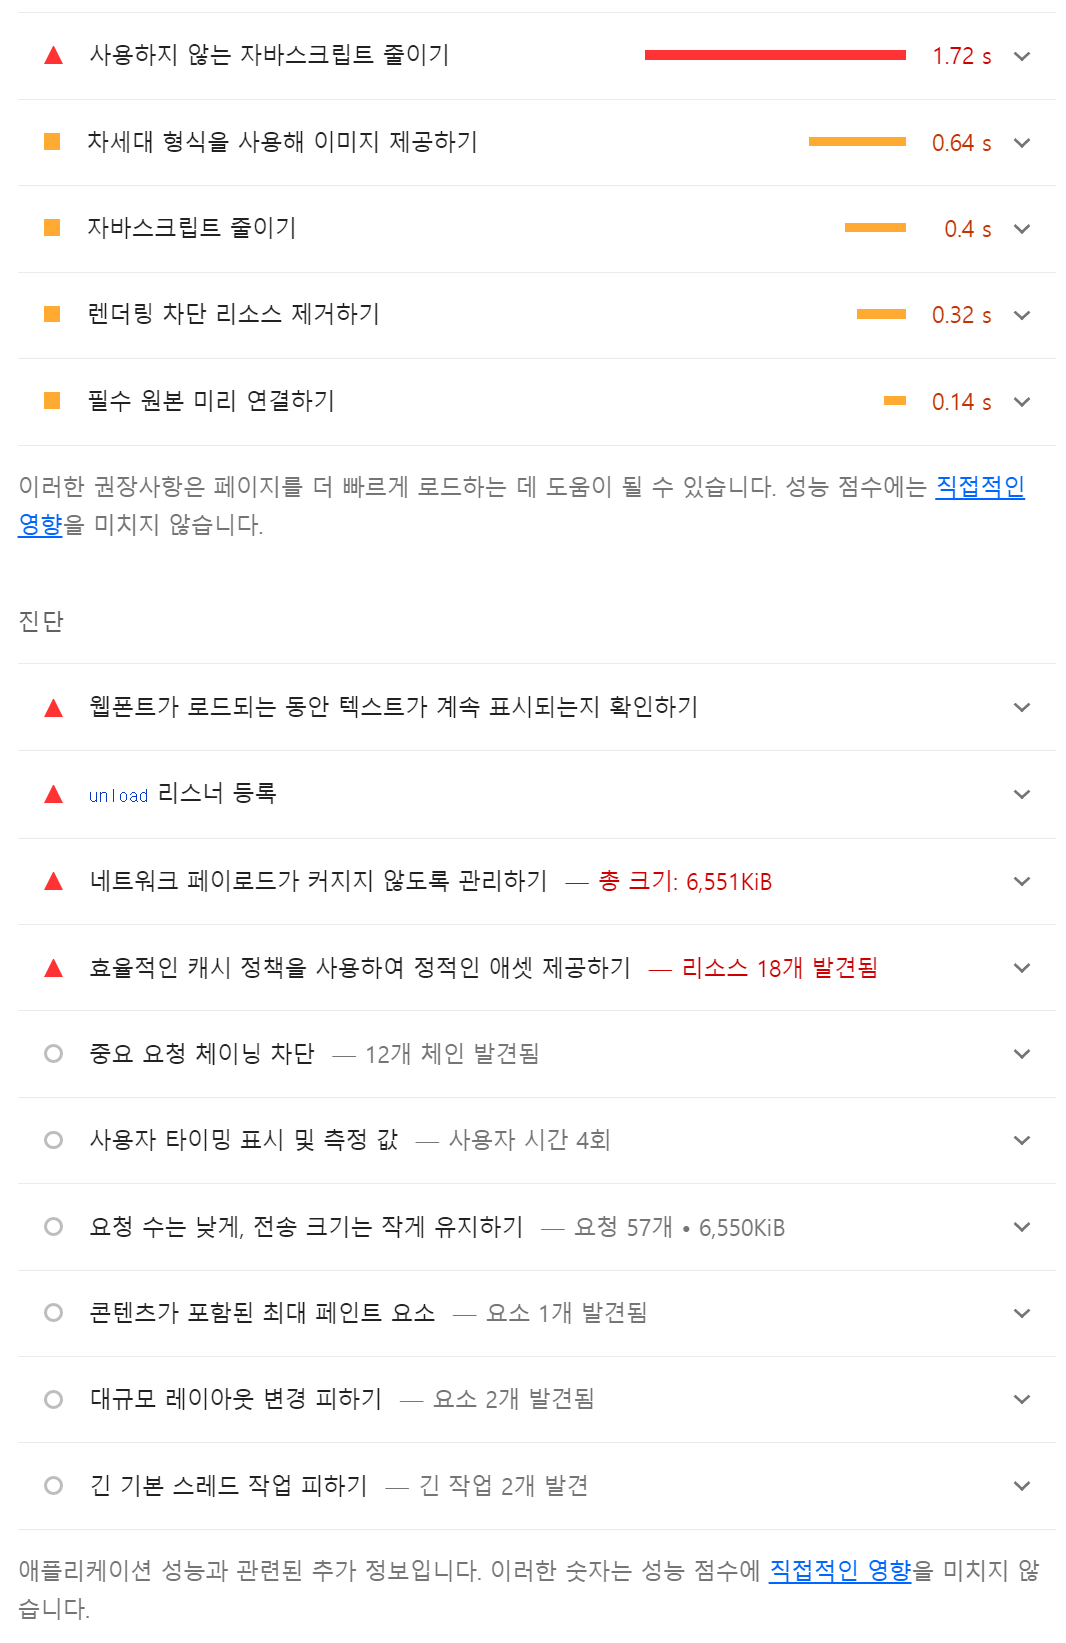 사용하지 않는 자바스크립트 줄이기 1.72 s
차세대 형식을 사용해 이미지 제공하기 0.64 s
자바스크립트 줄이기 0.4 s
렌더링 차단 리소스 제거하기 0.32 s
필수 원본 미리 연결하기 0.14 s
이러한 권장사항은 페이지를 더 빠르게 로드하는 데 도움이 될 수 있습니다. 성능 점수에는 직접적인
영향을 미치지 않습니다.
진단
웹폰트가 로드되는 동안 텍스트가 계속 표시되는지 확인하기
unload 리스너 등록
네트워크 페이로드가 커지지 않도록 관리하기 — 총 크기: 6,551KiB
효율적인 캐시 정책을 사용하여 정적인 애셋 제공하기 — 리소스 18개 발견됨
중요 요청 체이닝 차단 — 12개 체인 발견됨
사용자 타이밍 표시 및 측정 값 — 사용자 시간 4회
요청 수는 낮게, 전송 크기는 작게 유지하기 — 요청 57개 • 6,550KiB
콘텐츠가 포함된 최대 페인트 요소 — 요소 1개 발견됨
대규모 레이아웃 변경 피하기 — 요소 2개 발견됨
긴 기본 스레드 작업 피하기 — 긴 작업 2개 발견
애플리케이션 성능과 관련된 추가 정보입니다. 이러한 숫자는 성능 점수에 직접적인 영향을 미치지 않
습니다.